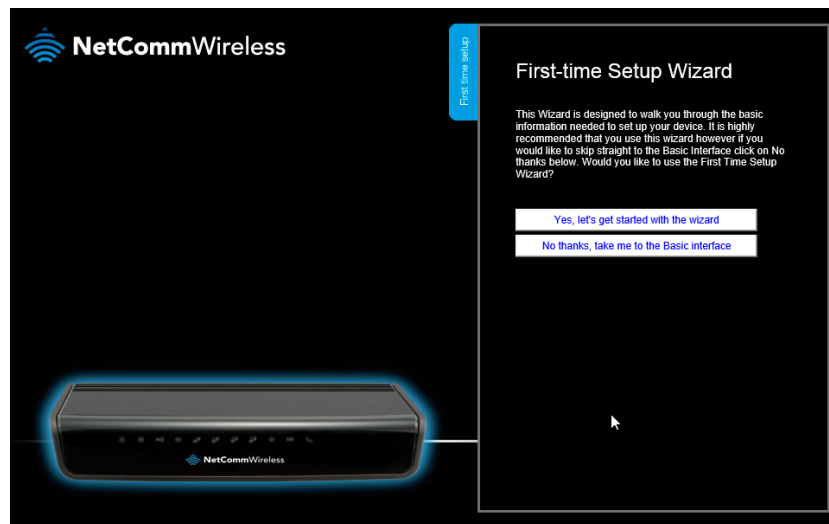 NetCommWireless
First time setup
First-time Setup Wizard
This Wizard is designed to walk you through the basic
information needed to set up your device. It is highly
recommended that you use this wizard however if you
would like to skip straight to the Basic Interface click on No
thanks below. Would you like to use the First Time Setup
Wizard?
Yes, let's get started with the wizard
No thanks, take me to the Basic interface
NetCommWireless